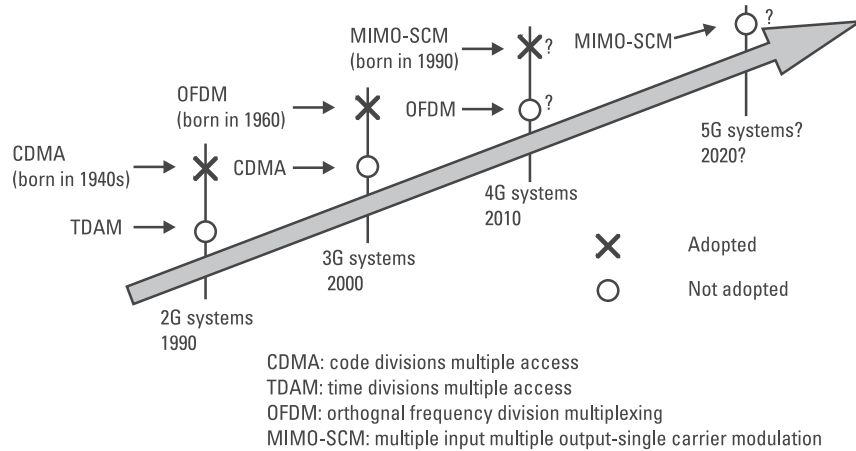 MIMO-SCM
(born in 1990)
?
MIMO-SCM
?
OFDM
(born in 1960)
OFDM
?
5G systems?
2020?
CDMA
(born in 1940s)
CDMA
4G systems
2010
TDAM
3G systems
2000
Adopted
Not adopted
2G systems
1990
CDMA: code divisions multiple access
TDAM: time divisions multiple access
OFDM: orthognal frequency division multiplexing
MIMO-SCM: multiple input multiple output-single carrier modulation